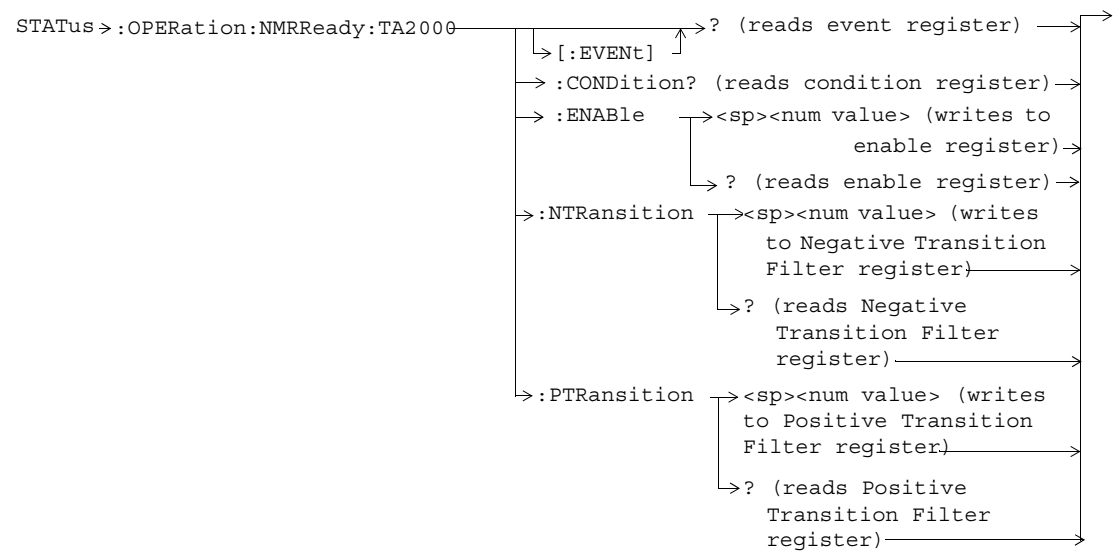 STATus :OPERation:NMRReady:TA2000 ? (reads event register)
[:EVENt]
:CONDition? (reads condition register)
:ENABle <sp><num value> (writes to
enable register)
? (reads enable register)
:NTRansition <sp><num value> (writes
to Negative Transition
Filter register)
? (reads Negative
Transition Filter
register)
:PTRansition <sp><num value> (writes
to Positive Transition
Filter register)
? (reads Positive
Transition Filter
register)